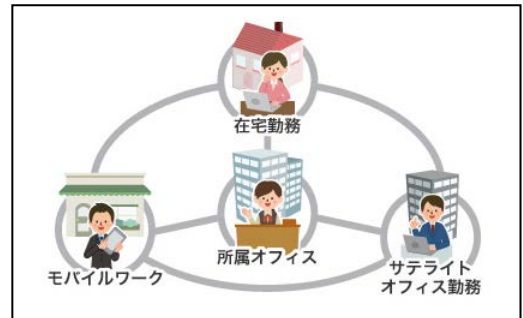 在宅勤務
所属オフィス
モバイルワーク
サテライト
オフィス勤務